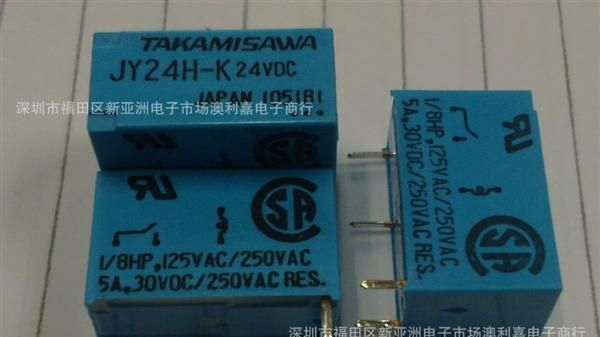 TAKAMISAWA
JY24H-K 24VDC
JAPAN 105181
深圳市福田区新亚洲电子市场澳利嘉电子商行
1/8HP,125VAC/250VAC
5A,30VDC/250VAC RES.
1/8HP,125VAC/250VAC
5A,30VDC/250VAC RES.
深圳市福田区新亚洲电子市场澳利嘉电子商行